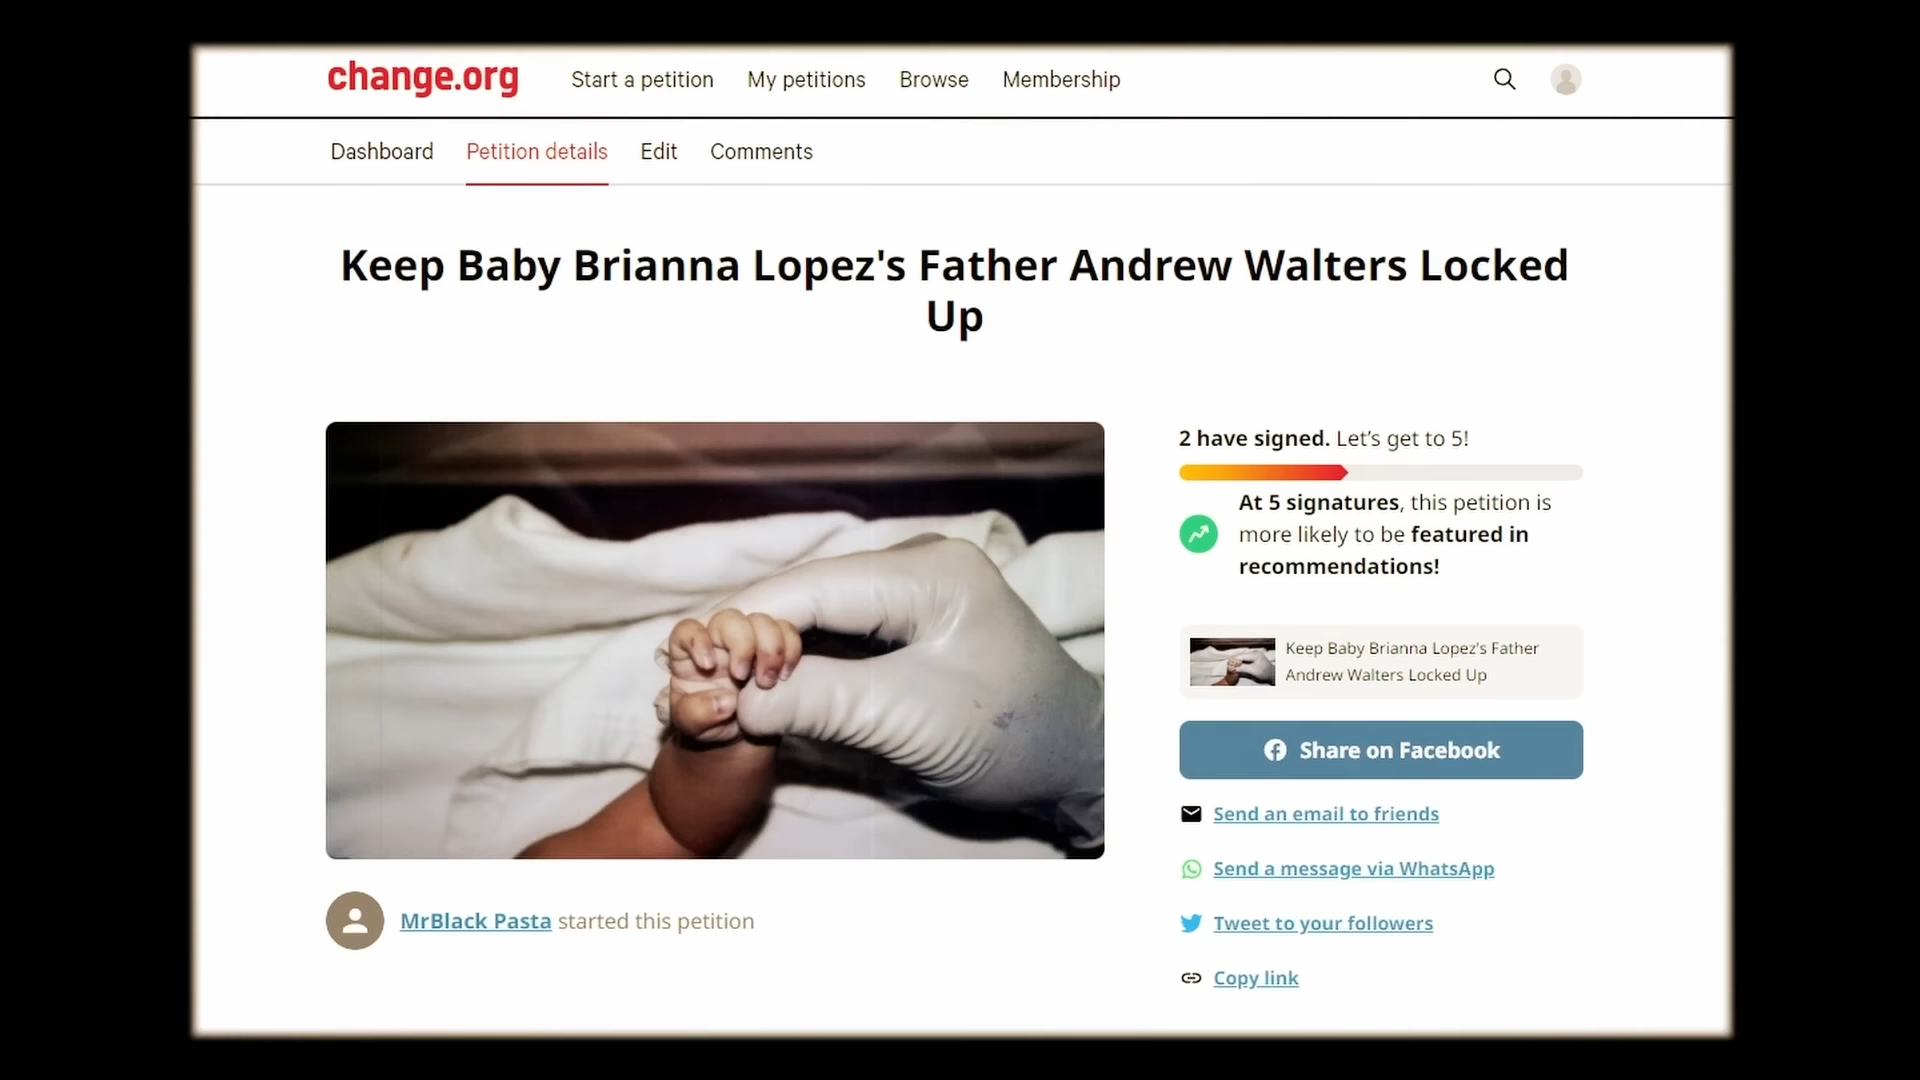 change.org Start a petition My petitions Browse Membership
Dashboard Petition details Edit Comments
Keep Baby Brianna Lopez's Father Andrew Walters Locked
Up
2 have signed. Let's get to 5!
At 5 signatures, this petition is
more likely to be featured in
recommendations!
Keep Baby Brianna Lopez's Father
Andrew Walters Locked Up
Share on Facebook
Send an email to friends
Send a message via WhatsApp
Tweet to your followers
Copy link
MrBlack Pasta started this petition